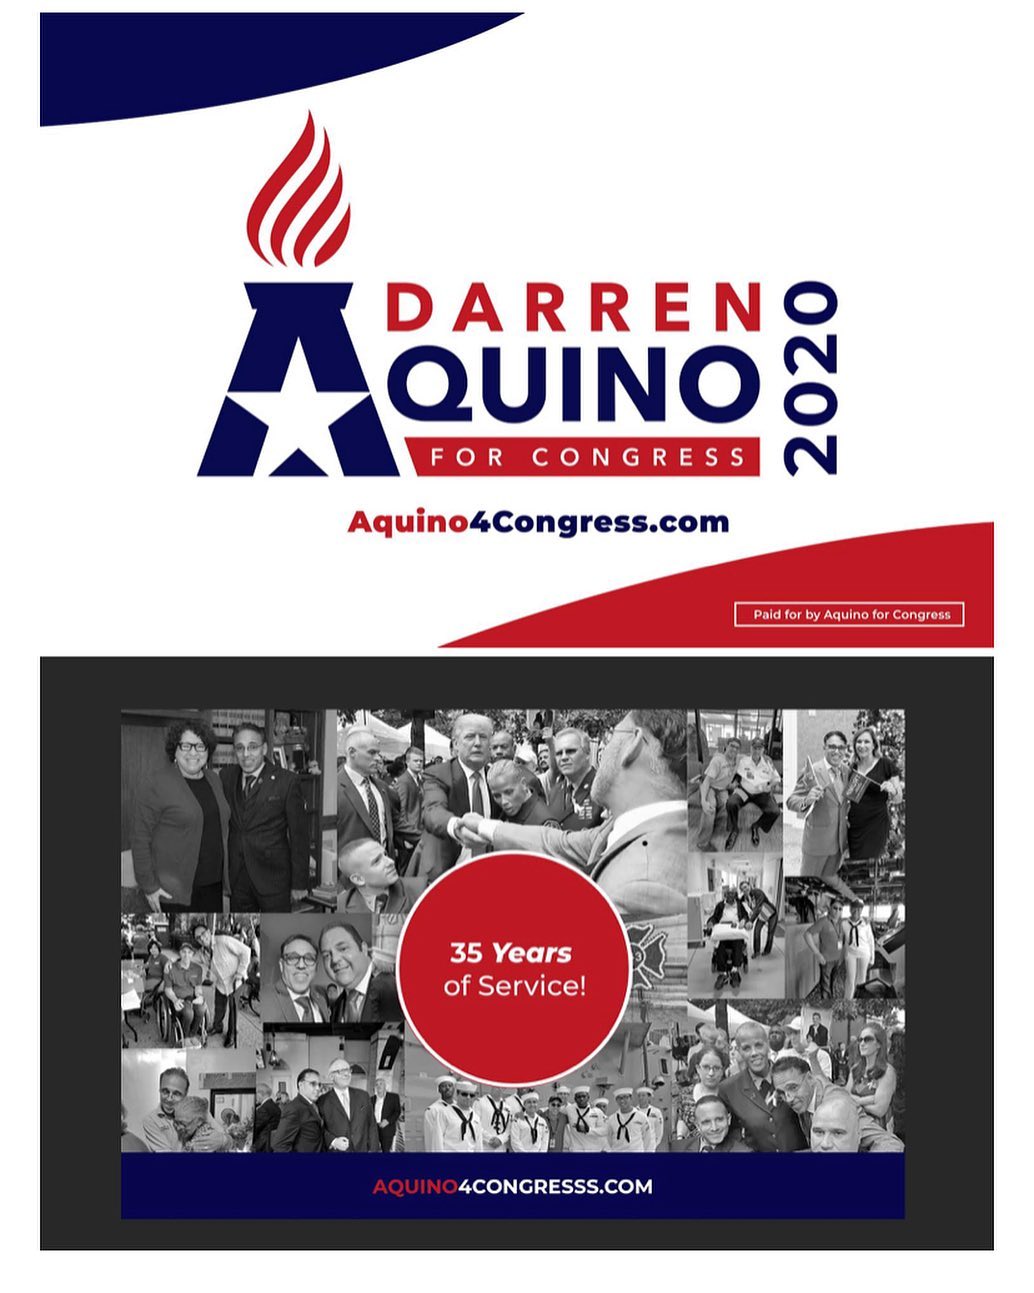 DARREN
AQUINO
FOR CONGRESS
2020
Aquino4Congress.com
Paid for by Aquino for Congress
35 Years
of Service!
AQUINO4CONGRESSS.COM